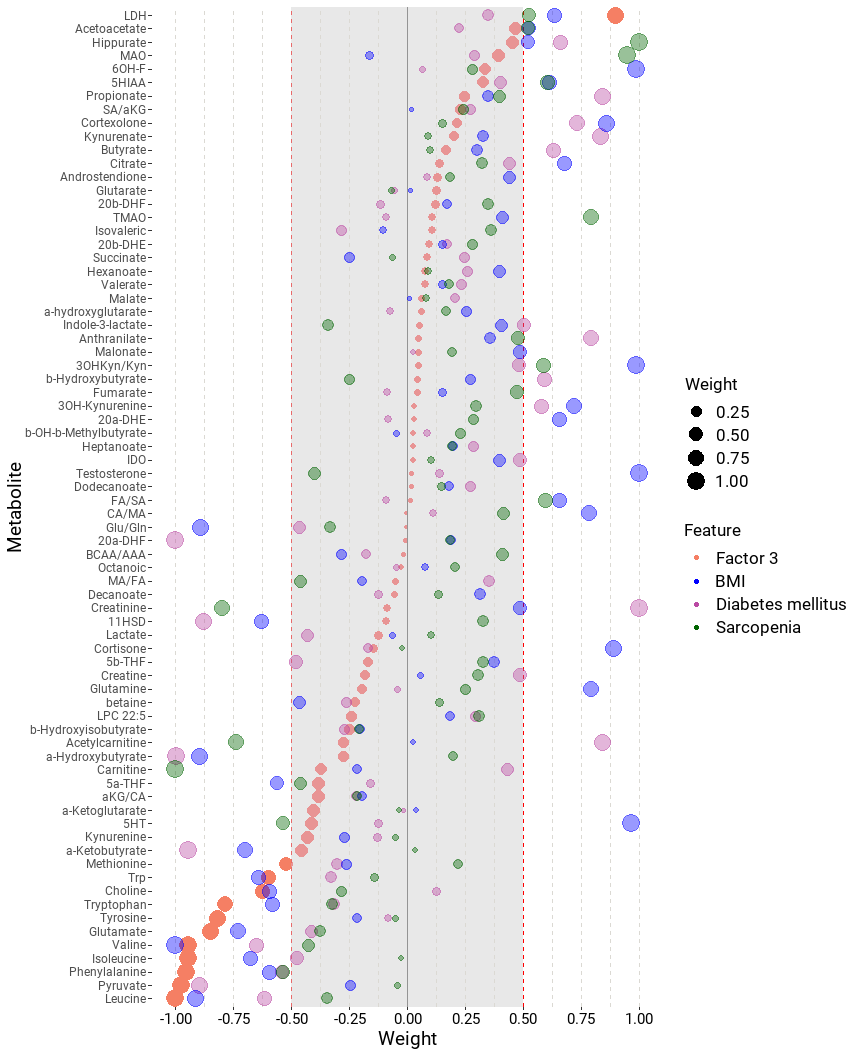 LDH
Acetoacetate
Hippurate
MAO
6OH-F
5HIAA
Propionate
SA/aKG
Cortexolone
Kynurenate
Butyrate
Citrate
Androstendione
Glutarate
20b-DHF
TMAO
Isovaleric
20b-DHE
Succinate
Hexanoate
Valerate
Malate
a-hydroxyglutarate
Indole-3-lactate
Anthranilate
Malonate
3OHKyn/Kyn
b-Hydroxybutyrate
Fumarate
3OH-Kynurenine
20a-DHE
b-OH-b-Methylbutyrate
Heptanoate
IDO
Testosterone
Dodecanoate
FA/SA
CA/MA
Glu/Gln
20a-DHF
BCAA/AAA
Octanoic
MA/FA
Decanoate
Creatinine
11HSD
Lactate
Cortisone
5b-THF
Creatine
Glutamine
betaine
LPC 22:5
b-Hydroxyisobutyrate
Acetylcarnitine
a-Hydroxybutyrate
Carnitine
5a-THF
aKG/CA
a-Ketoglutarate
5HT
Kynurenine
a-Ketobutyrate
Methionine
Trp
Choline
Tryptophan
Tyrosine
Glutamate
Valine
Isoleucine
Phenylalanine
Pyruvate
Leucine
Metabolite
-1.00 -0.75 -0.50 -0.25 0.00 0.25 0.50 0.75 1.00
Weight
Weight
0.25
0.50
0.75
1.00
Feature
Factor 3
BMI
Diabetes mellitus
Sarcopenia